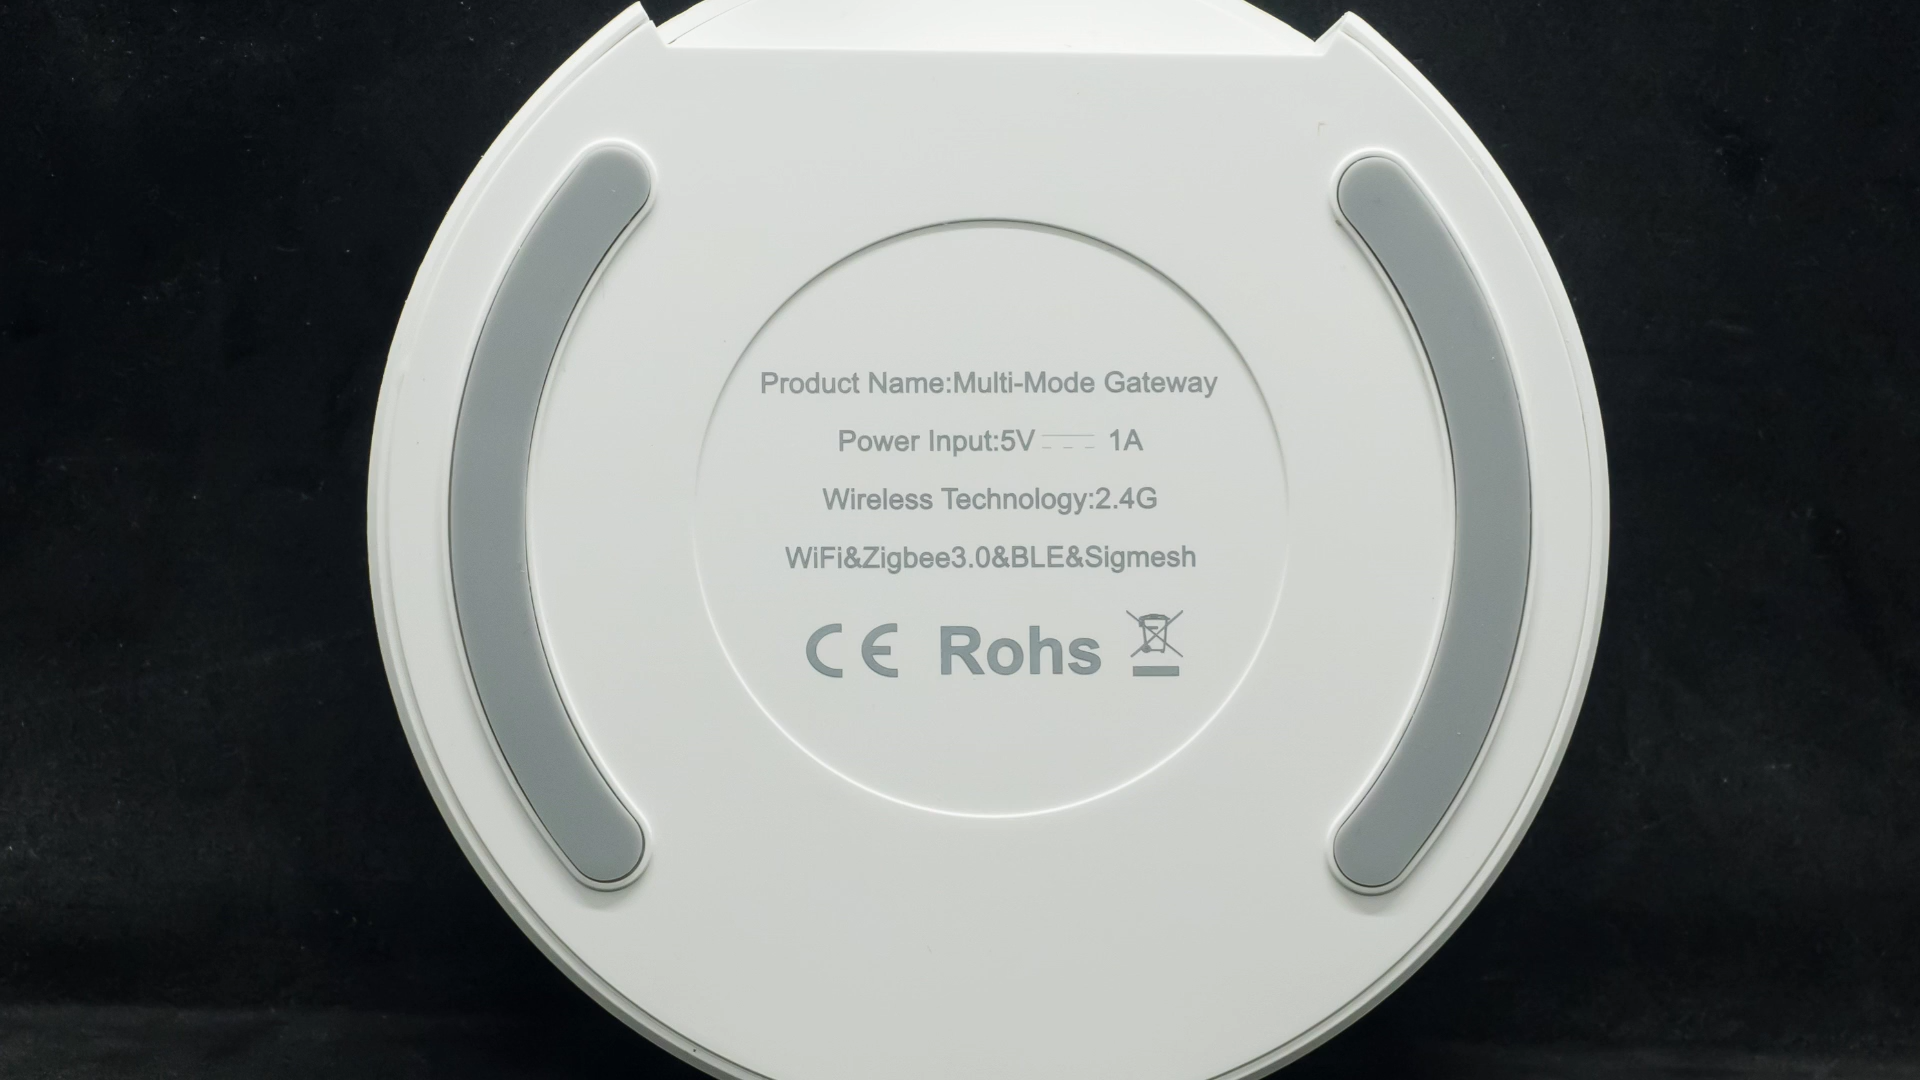 Product Name:Multi-Mode Gateway
Power Input:5V ⎓ 1A
Wireless Technology:2.4G
WiFi&Zigbee3.0&BLE&Sigmesh
CE Rohs